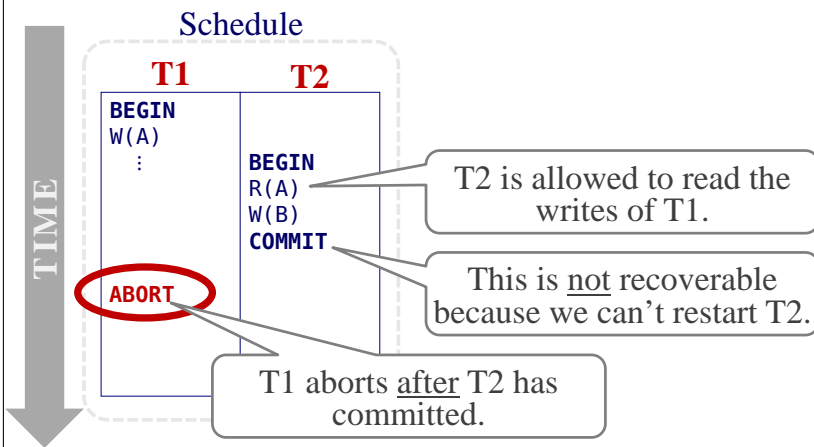 Schedule
T1 T2
BEGIN
W(A)
⋮
BEGIN
R(A)
W(B)
COMMIT
ABORT
TIME
T2 is allowed to read the
writes of T1.
This is not recoverable
because we can’t restart T2.
T1 aborts after T2 has
committed.